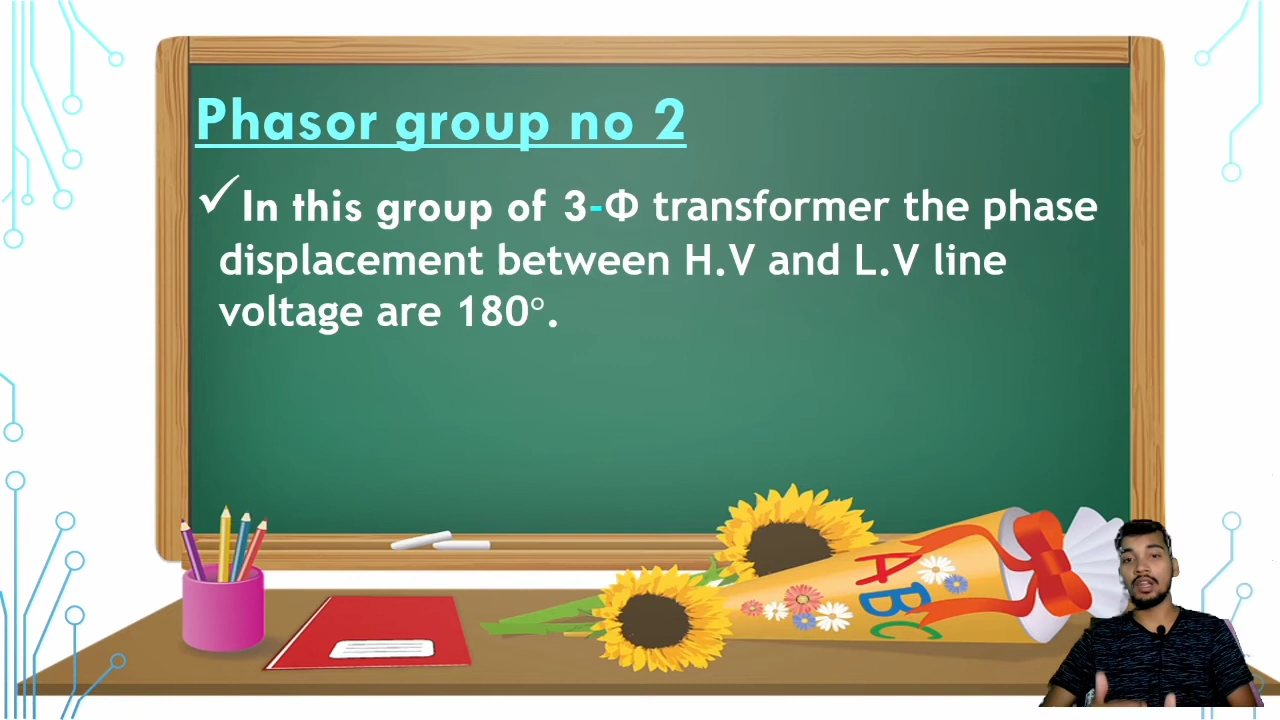 Phasor group no 2
✓In this group of 3-Φ transformer the phase
displacement between H.V and L.V line
voltage are 180°.
ABC